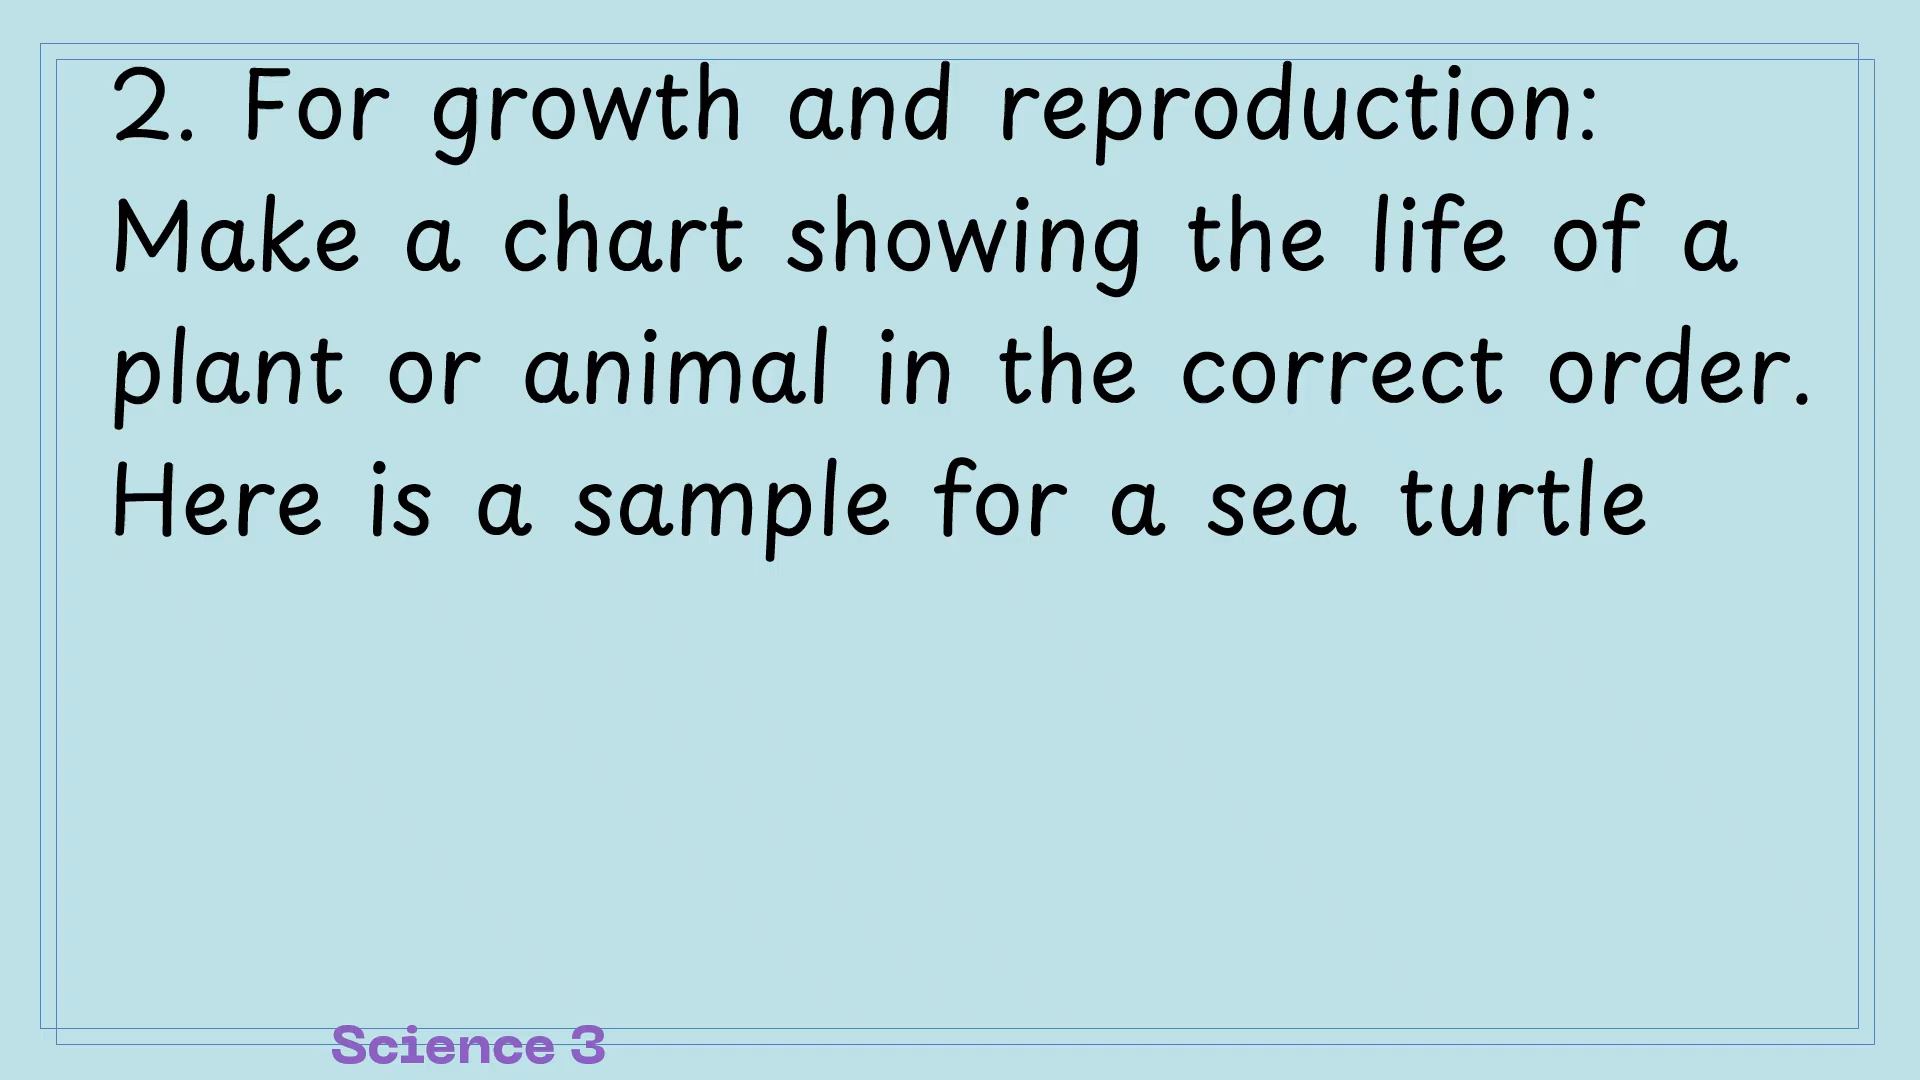 2. For growth and reproduction:
Make a chart showing the life of a
plant or animal in the correct order.
Here is a sample for a sea turtle
Science 3